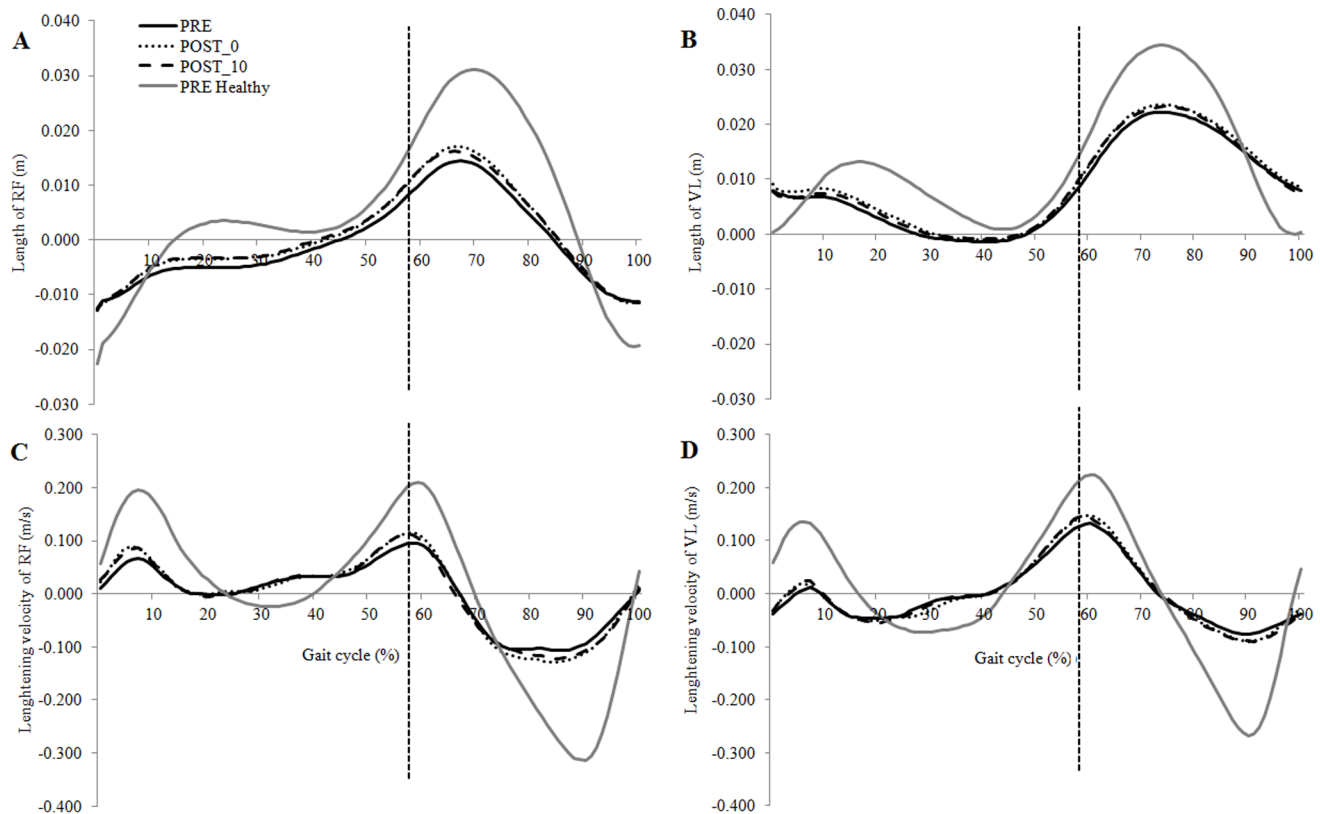 A
PRE
POST_0
POST_10
PRE Healthy
Length of RF (m)
0.040
0.030
0.020
0.010
0.000
-0.010
-0.020
-0.030
10 20 30 40 50 60 70 80 90 100
B
Length of VL (m)
0.040
0.030
0.020
0.010
0.000
-0.010
-0.020
-0.030
10 20 30 40 50 60 70 80 90 100
C
Lenghtening velocity of RF (m/s)
0.300
0.200
0.100
0.000
-0.100
-0.200
-0.300
-0.400
10 20 30 40 50 60 70 80 90 100
Gait cycle (%)
D
Lenghtening velocity of VL (m/s)
0.300
0.200
0.100
0.000
-0.100
-0.200
-0.300
-0.400
10 20 30 40 50 60 70 80 90 100
Gait cycle (%)